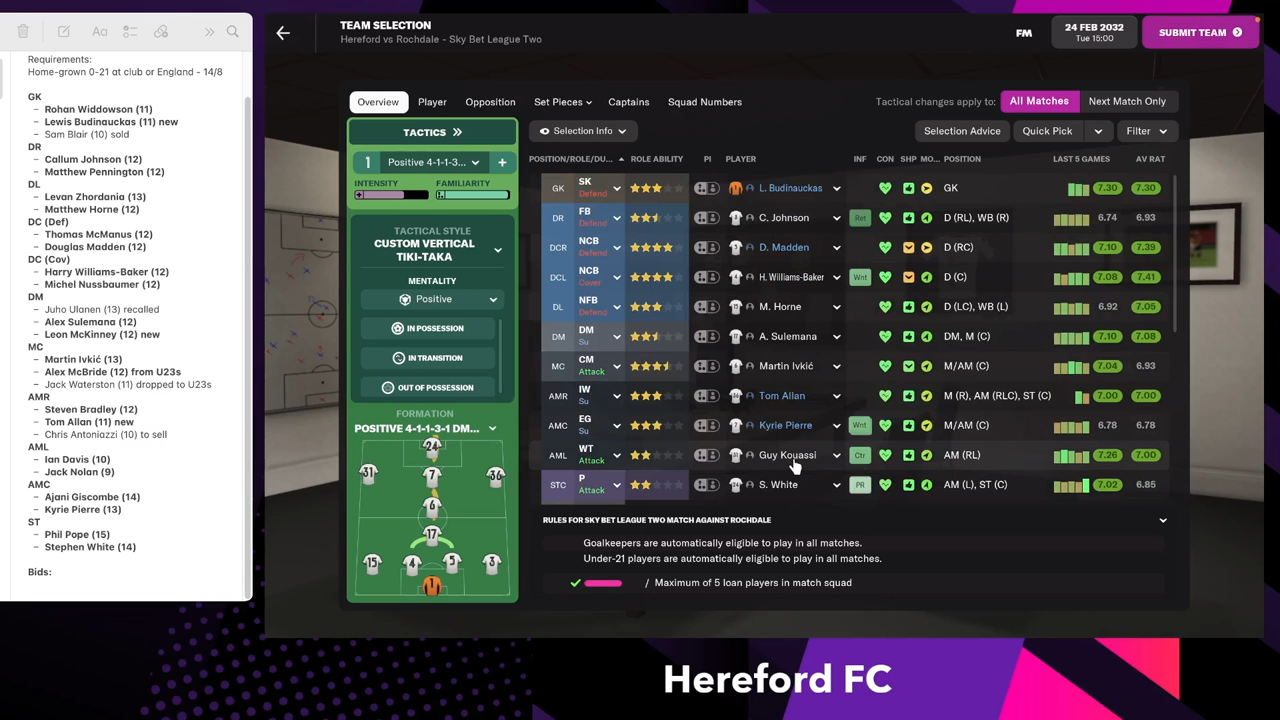 Requirements:
Home-grown 0-21 at club or England - 14/8
GK
– Rohan Widdowson (11)
– Lewis Budinauckas (11) new
– Sam Blair (10) sold
DR
– Callum Johnson (12)
– Matthew Pennington (12)
DL
– Levan Zhordania (13)
– Matthew Horne (12)
DC (Def)
– Thomas McManus (12)
– Douglas Madden (12)
DC (Cov)
– Harry Williams-Baker (12)
– Michel Nussbaumer (12)
DM
– Juho Ulanen (13) recalled
– Alex Sulemana (12)
– Leon McKinney (12) new
MC
– Martin Ivkić (13)
– Alex McBride (12) from U23s
– Jack Waterston (11) dropped to U23s
AMR
– Steven Bradley (12)
– Tom Allan (11) new
– Chris Antoniazzi (10) to sell
AML
– Ian Davis (10)
– Jack Nolan (9)
AMC
– Ajani Giscombe (14)
– Kyrie Pierre (13)
ST
– Phil Pope (15)
– Stephen White (14)
Bids:
TEAM SELECTION
Hereford vs Rochdale - Sky Bet League Two
FM
24 FEB 2032
Tue 15:00
SUBMIT TEAM
Overview Player Opposition Set Pieces Captains Squad Numbers
Tactical changes apply to: All Matches Next Match Only
TACTICS
1 Positive 4-1-1-3... +
INTENSITY FAMILIARITY
TACTICAL STYLE
CUSTOM VERTICAL
TIKI-TAKA
MENTALITY
Positive
IN POSSESSION
IN TRANSITION
OUT OF POSSESSION
FORMATION
POSITIVE 4-1-1-3-1 DM...
24
31 7 36
6
17
15 4 5 3
1
Selection Info
Selection Advice Quick Pick Filter
POSITION/ROLE/DU... ROLE ABILITY PI PLAYER INF CON SHP MO... POSITION LAST 5 GAMES AV RAT
GK SK Defend L. Budinauckas GK 7.30 7.30
DR FB Defend C. Johnson Ret D (RL), WB (R) 6.74 6.93
DCR NCB Defend D. Madden D (RC) 7.10 7.39
DCL NCB Cover H. Williams-Baker Wnt D (C) 7.08 7.41
DL NFB Defend M. Horne D (LC), WB (L) 6.92 7.05
DM DM Su A. Sulemana DM, M (C) 7.10 7.08
MC CM Attack Martin Ivkić M/AM (C) 7.04 6.93
AMR IW Su Tom Allan M (R), AM (RLC), ST (C) 7.00 7.00
AMC EG Su Kyrie Pierre Wnt M/AM (C) 6.78 6.78
AML WT Attack Guy Kouassi Ctr AM (RL) 7.26 7.00
STC P Attack S. White PR AM (L), ST (C) 7.02 6.85
RULES FOR SKY BET LEAGUE TWO MATCH AGAINST ROCHDALE
Goalkeepers are automatically eligible to play in all matches.
Under-21 players are automatically eligible to play in all matches.
/ Maximum of 5 loan players in match squad
Hereford FC